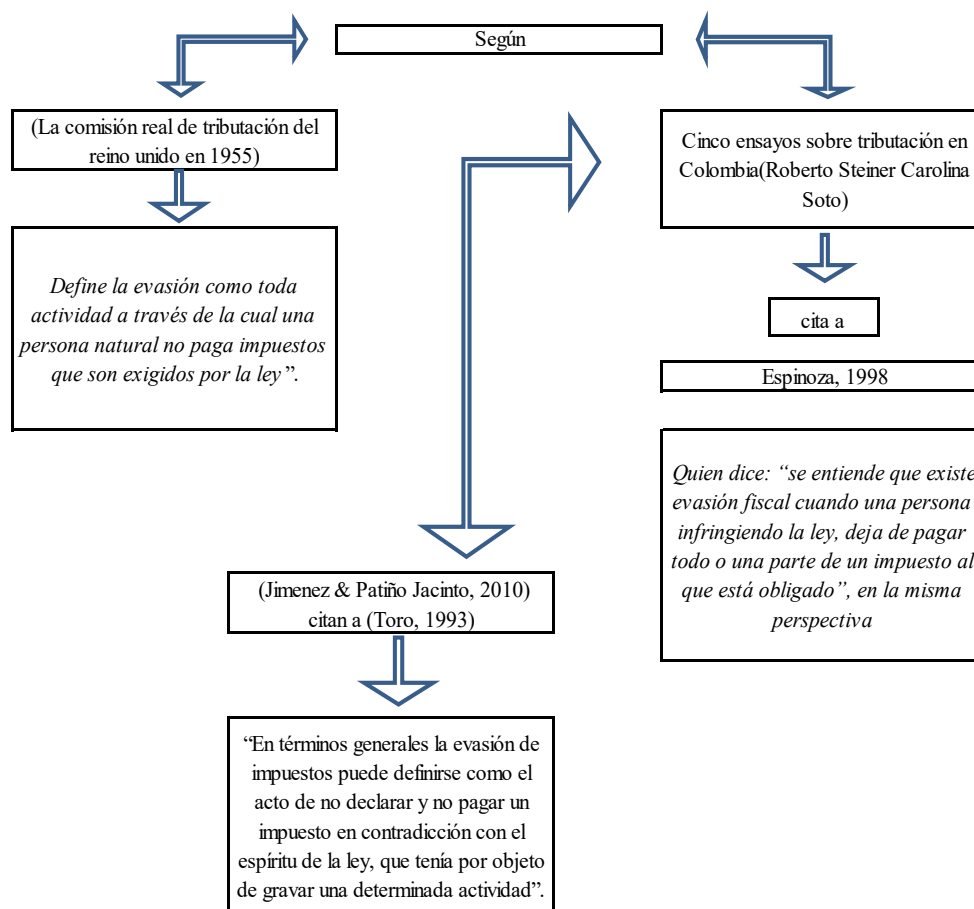 Según
(La comisión real de tributación del
reino unido en 1955)
Define la evasión como toda
actividad a través de la cual una
persona natural no paga impuestos
que son exigidos por la ley”.
Cinco ensayos sobre tributación en
Colombia(Roberto Steiner Carolina
Soto)
cita a
Espinoza, 1998
Quien dice: “se entiende que existe
evasión fiscal cuando una persona
infringiendo la ley, deja de pagar
todo o una parte de un impuesto al
que está obligado”, en la misma
perspectiva
(Jimenez & Patiño Jacinto, 2010)
citan a (Toro, 1993)
“En términos generales la evasión de
impuestos puede definirse como el
acto de no declarar y no pagar un
impuesto en contradicción con el
espíritu de la ley, que tenía por objeto
de gravar una determinada actividad”.